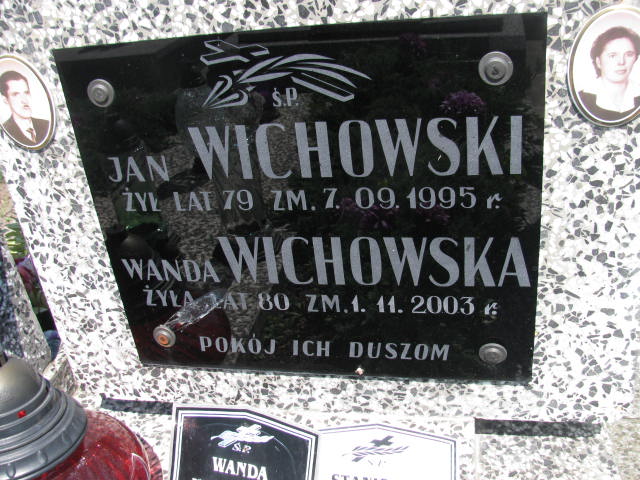 Ś.P.
JAN WICHOWSKI
ŻYŁ LAT 79 ZM. 7. 09. 1995 r.
WANDA WICHOWSKA
ŻYŁA LAT 80 ZM. 1. 11. 2003 r.
POKÓJ ICH DUSZOM
Ś.P.
WANDA
Ś.P.